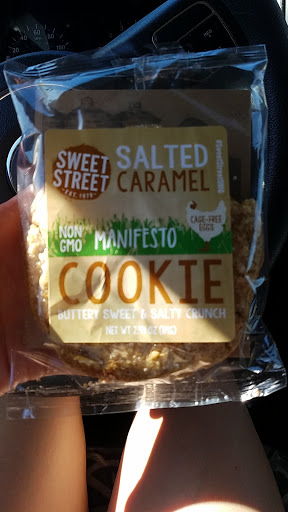 SWEET STREET
EST. 1979
SALTED
CARAMEL
CAGE-FREE
EGGS
NON
GMO
MANIFESTO
COOKIE
BUTTERY SWEET & SALTY CRUNCH